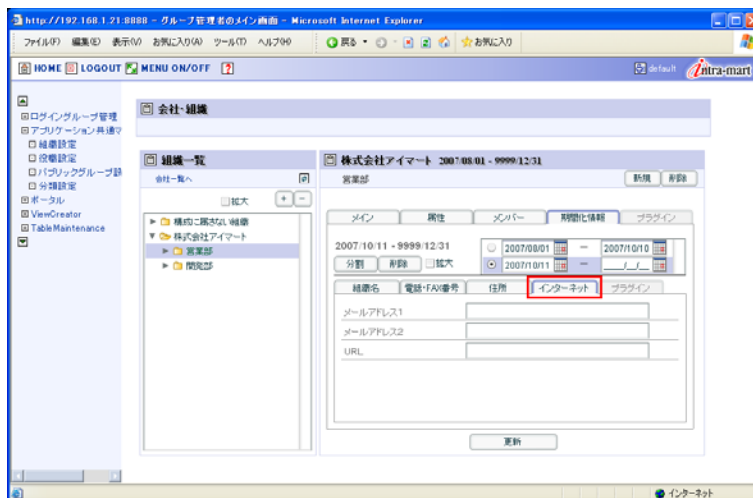 http://192.168.1.21:8888 - グループ管理者のメイン画面 - Microsoft Internet Explorer
ファイル(F) 編集(E) 表示(V) お気に入り(A) ツール(T) ヘルプ(H) 戻る お気に入り
HOME LOGOUT MENU ON/OFF ? default intra-mart
ログイングループ管理
アプリケーション共通マ
組織設定
役職設定
パブリックグループ設
分類設定
ポータル
ViewCreator
TableMaintenance
会社・組織
組織一覧
会社一覧へ
拡大 + -
構成に属さない組織
株式会社アイマート
営業部
開発部
株式会社アイマート 2007/08/01 - 9999/12/31
営業部 新規 削除
メイン 属性 メンバー 期間化情報 プラグイン
2007/10/11 - 9999/12/31
分割 削除 拡大
2007/08/01 - 2007/10/10
2007/10/11 - __/_/__
組織名 電話・FAX番号 住所 インターネット プラグイン
メールアドレス1
メールアドレス2
URL
更新
インターネット